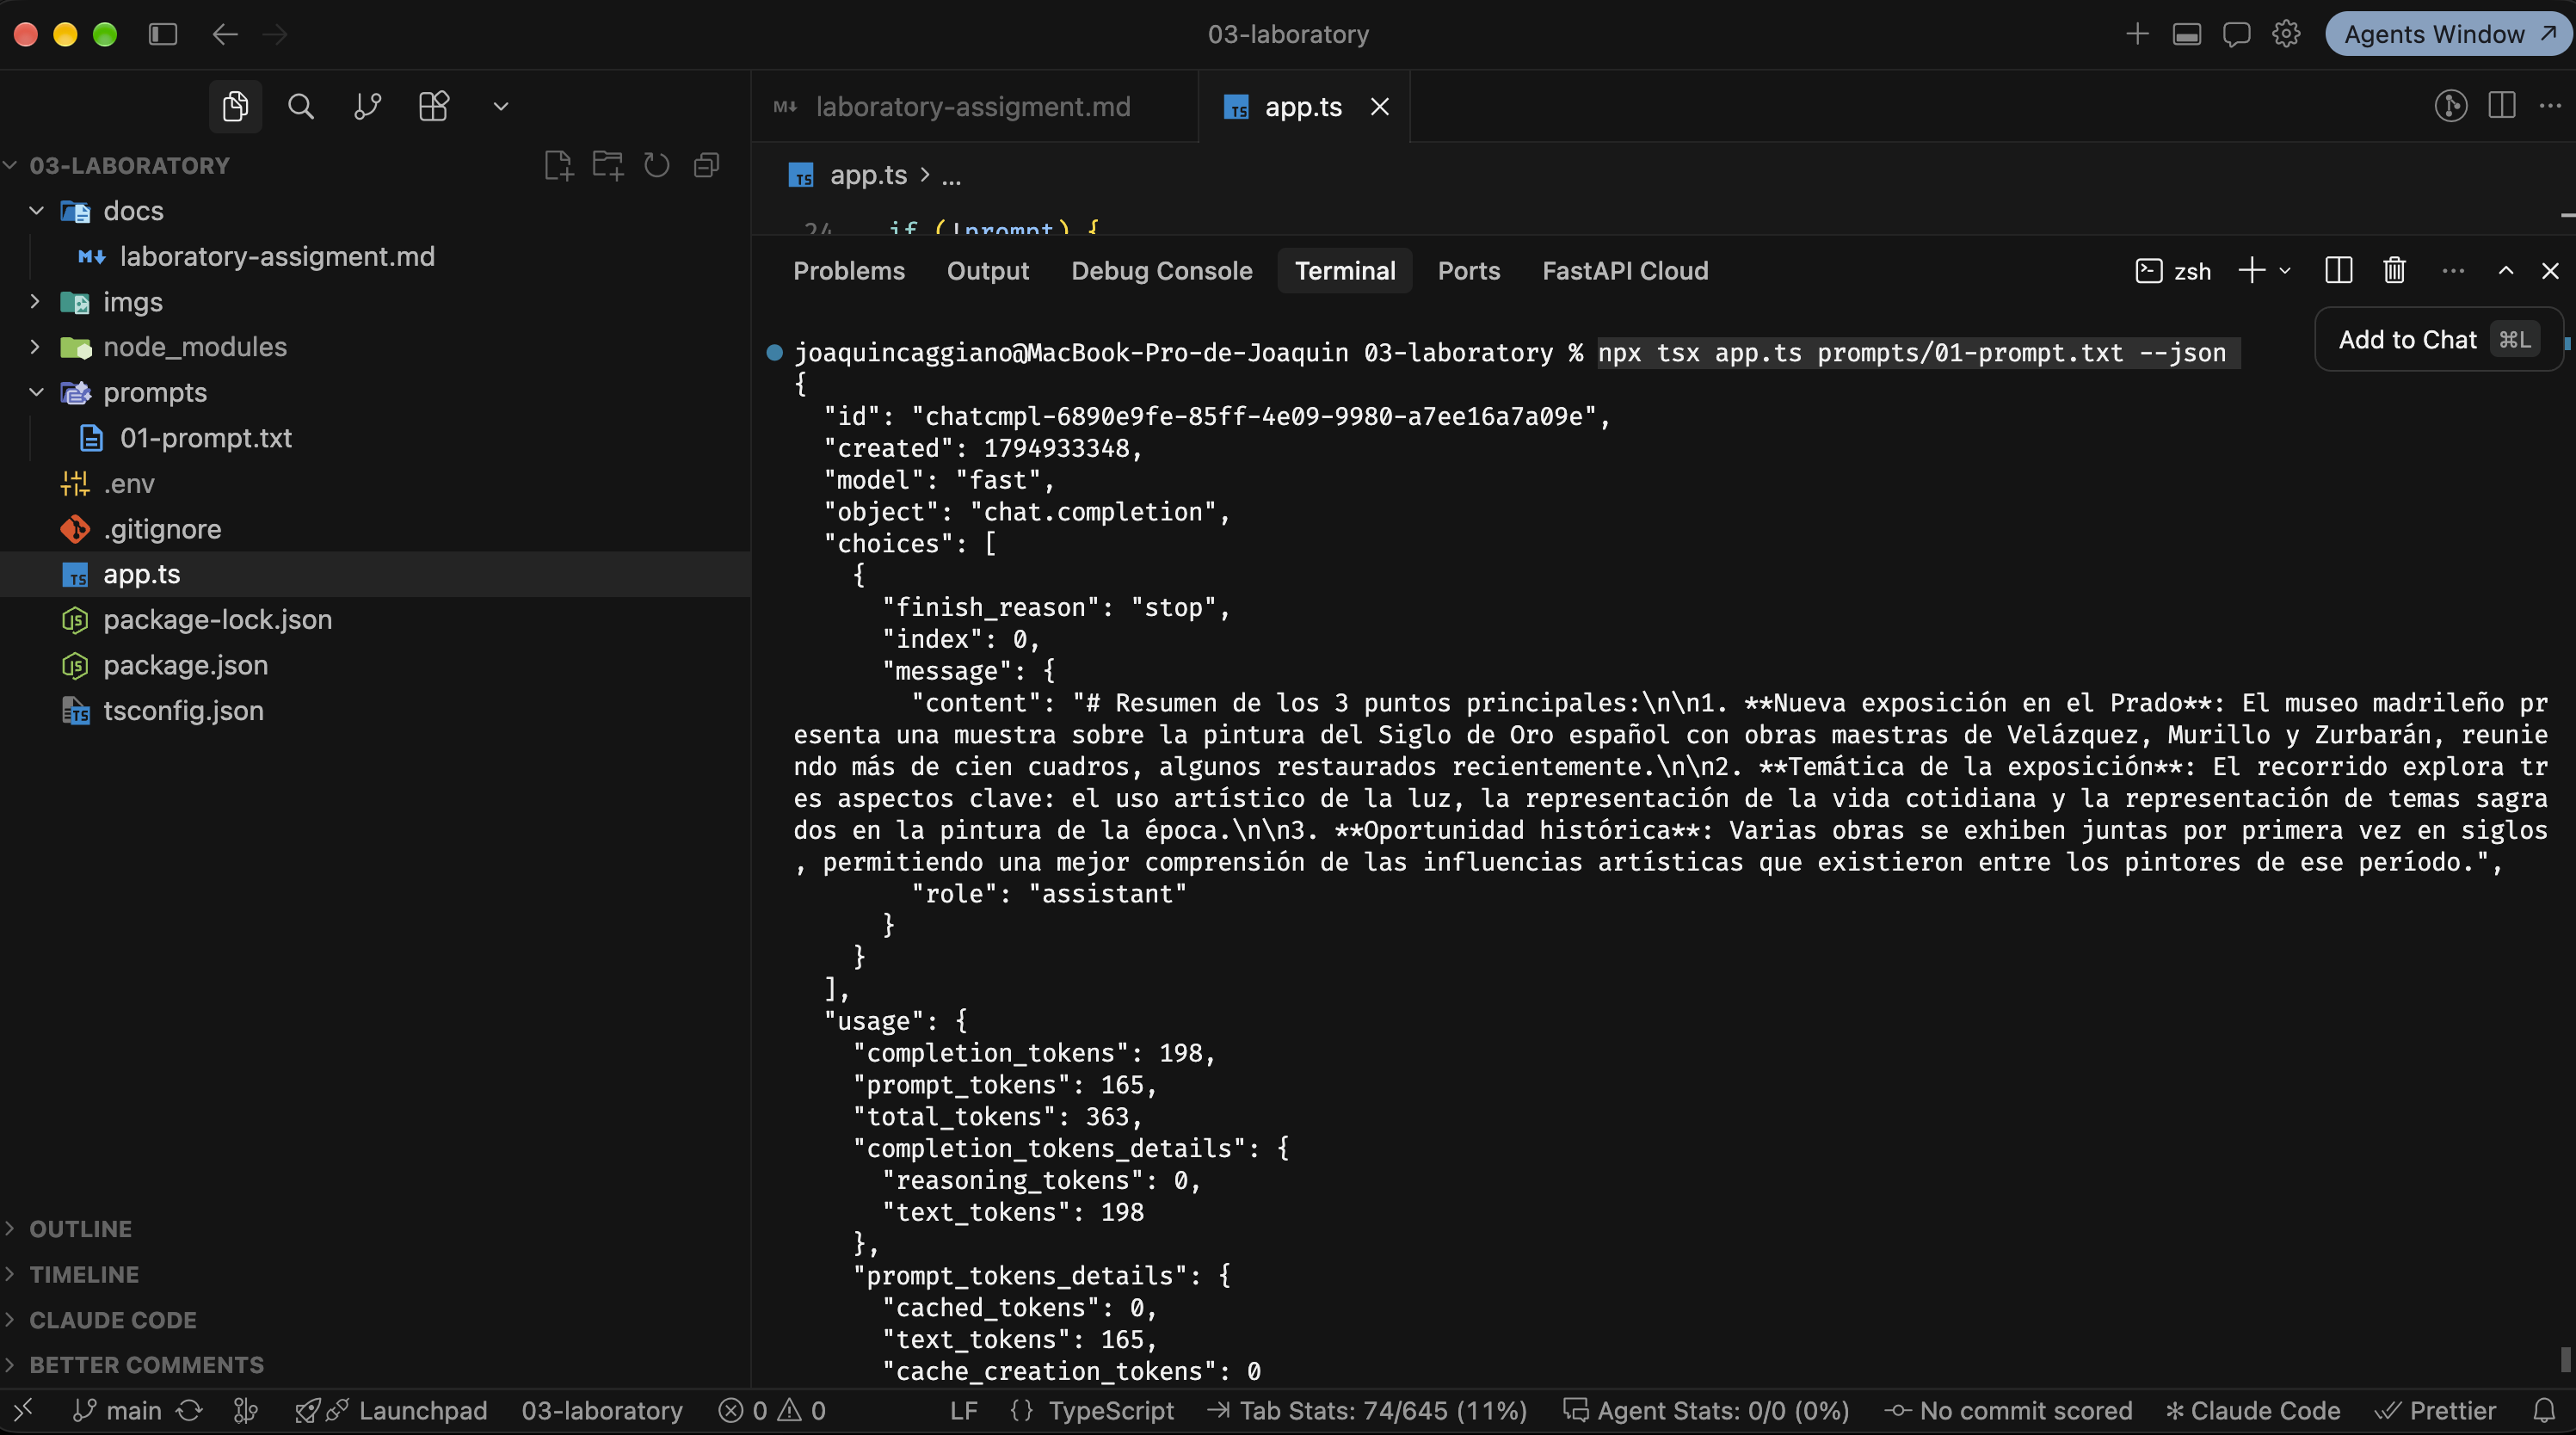 03-laboratory
Agents Window
laboratory-assigment.md
app.ts
03-LABORATORY
docs
laboratory-assigment.md
imgs
node_modules
prompts
01-prompt.txt
.env
.gitignore
app.ts
package-lock.json
package.json
tsconfig.json
OUTLINE
TIMELINE
CLAUDE CODE
BETTER COMMENTS
app.ts > ...
24 if (!prompt) {
Problems Output Debug Console Terminal Ports FastAPI Cloud
zsh
Add to Chat ⌘L
joaquincaggiano@MacBook-Pro-de-Joaquin 03-laboratory % npx tsx app.ts prompts/01-prompt.txt --json
{
"id": "chatcmpl-6890e9fe-85ff-4e09-9980-a7ee16a7a09e",
"created": 1794933348,
"model": "fast",
"object": "chat.completion",
"choices": [
{
"finish_reason": "stop",
"index": 0,
"message": {
"content": "# Resumen de los 3 puntos principales:\n\n1. **Nueva exposición en el Prado**: El museo madrileño pr
esenta una muestra sobre la pintura del Siglo de Oro español con obras maestras de Velázquez, Murillo y Zurbarán, reunie
ndo más de cien cuadros, algunos restaurados recientemente.\n\n2. **Temática de la exposición**: El recorrido explora tr
es aspectos clave: el uso artístico de la luz, la representación de la vida cotidiana y la representación de temas sagra
dos en la pintura de la época.\n\n3. **Oportunidad histórica**: Varias obras se exhiben juntas por primera vez en siglos
, permitiendo una mejor comprensión de las influencias artísticas que existieron entre los pintores de ese período.",
"role": "assistant"
}
}
],
"usage": {
"completion_tokens": 198,
"prompt_tokens": 165,
"total_tokens": 363,
"completion_tokens_details": {
"reasoning_tokens": 0,
"text_tokens": 198
},
"prompt_tokens_details": {
"cached_tokens": 0,
"text_tokens": 165,
"cache_creation_tokens": 0
main Launchpad 03-laboratory 0 0 LF {} TypeScript Tab Stats: 74/645 (11%) Agent Stats: 0/0 (0%) No commit scored Claude Code Prettier